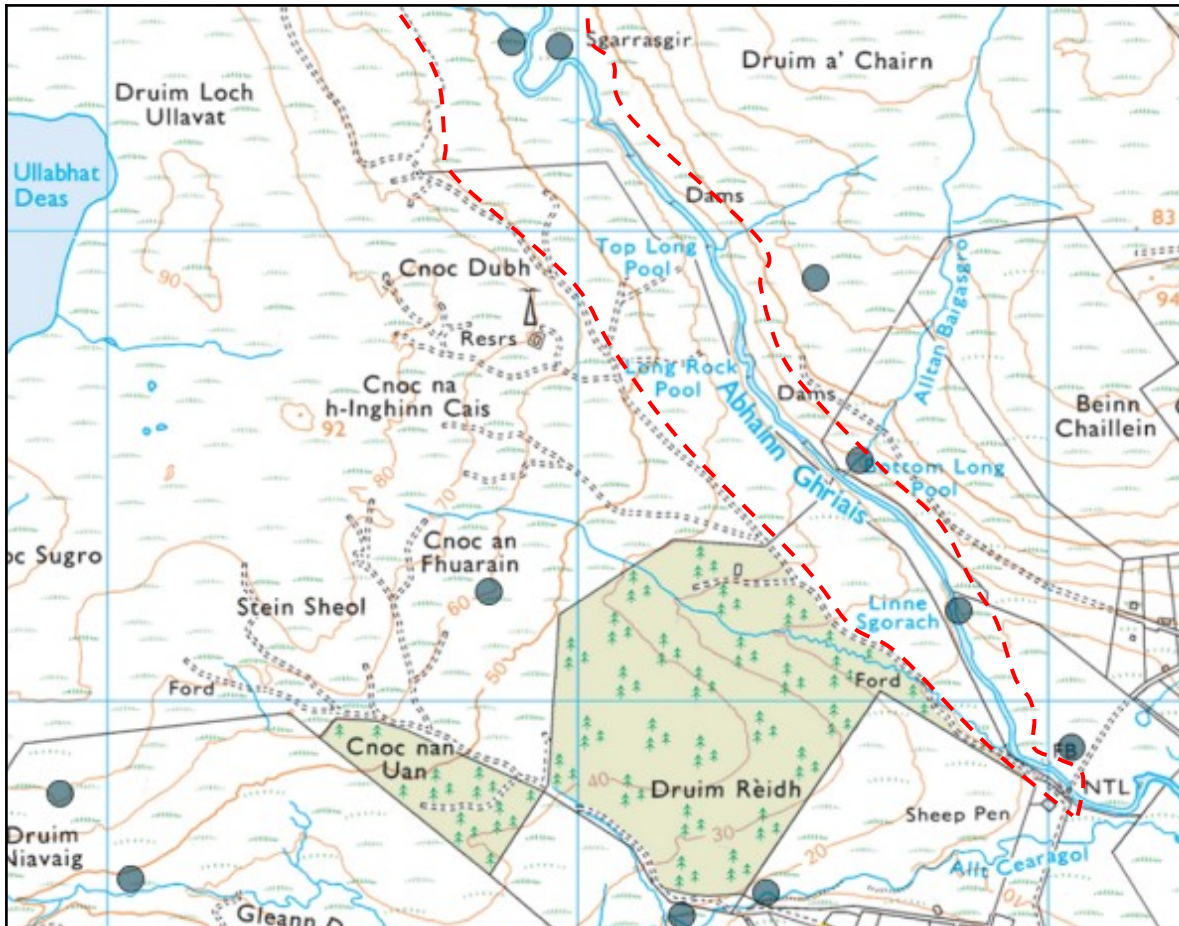 Sgarrasgir
Druim a' Chairn
Druim Loch
Ullavat
Ullabhat
Deas
Dams
83
Top Long
Pool
Cnoc Dubh
90
94
Alltan Baigasgro
Resrs
Long Rock
Pool
Cnoc na
h-Inghinn Cais
92
Dams
Beinn
Chaillein
Abhainn Ghriais
Bottom Long
Pool
80
70
oc Sugro
Cnoc an
Fhuarain
60
Stein Sheol
Linne
Sgorach
50
Ford
Ford
Cnoc nan
Uan
FB
40
Druim Rèidh
NTL
Sheep Pen
30
20
Druim
Niavaig
Allt Cearagol
10
Gleann D